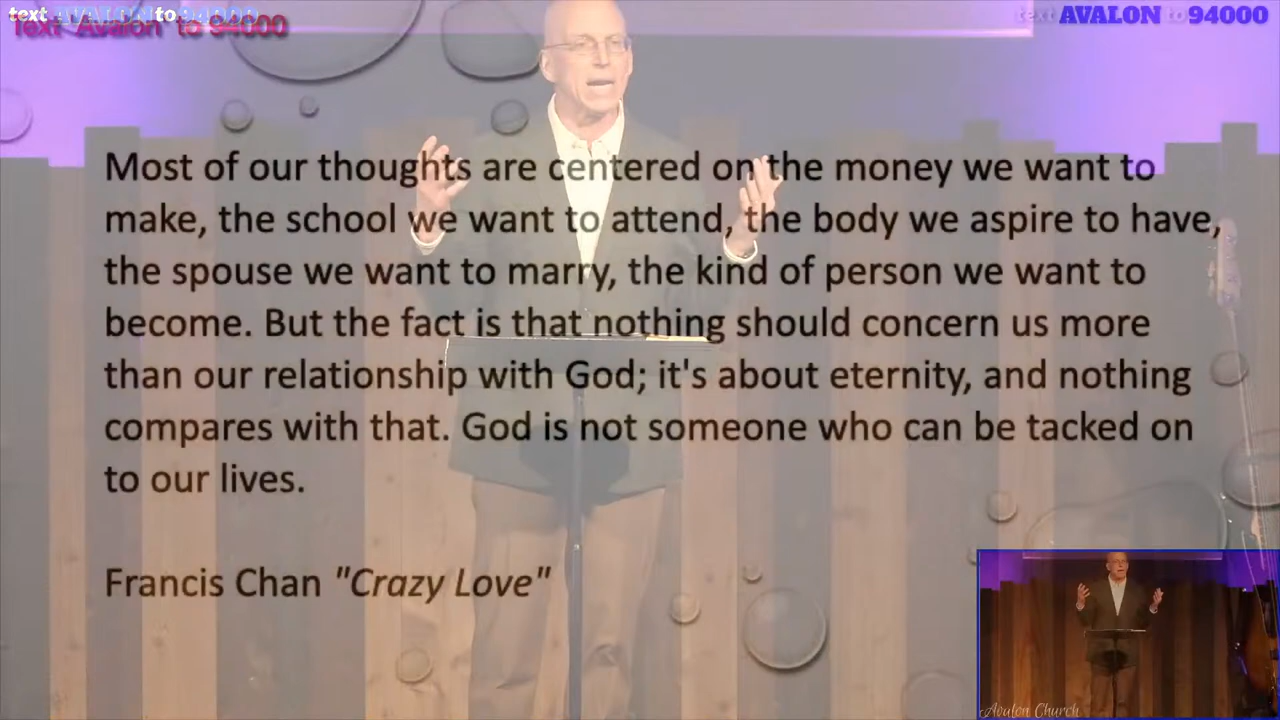 text AVALON to 94000
Text "Avalon" to 94000
text AVALON to 94000
Most of our thoughts are centered on the money we want to
make, the school we want to attend, the body we aspire to have,
the spouse we want to marry, the kind of person we want to
become. But the fact is that nothing should concern us more
than our relationship with God; it's about eternity, and nothing
compares with that. God is not someone who can be tacked on
to our lives.
Francis Chan "Crazy Love"
Avalon Church